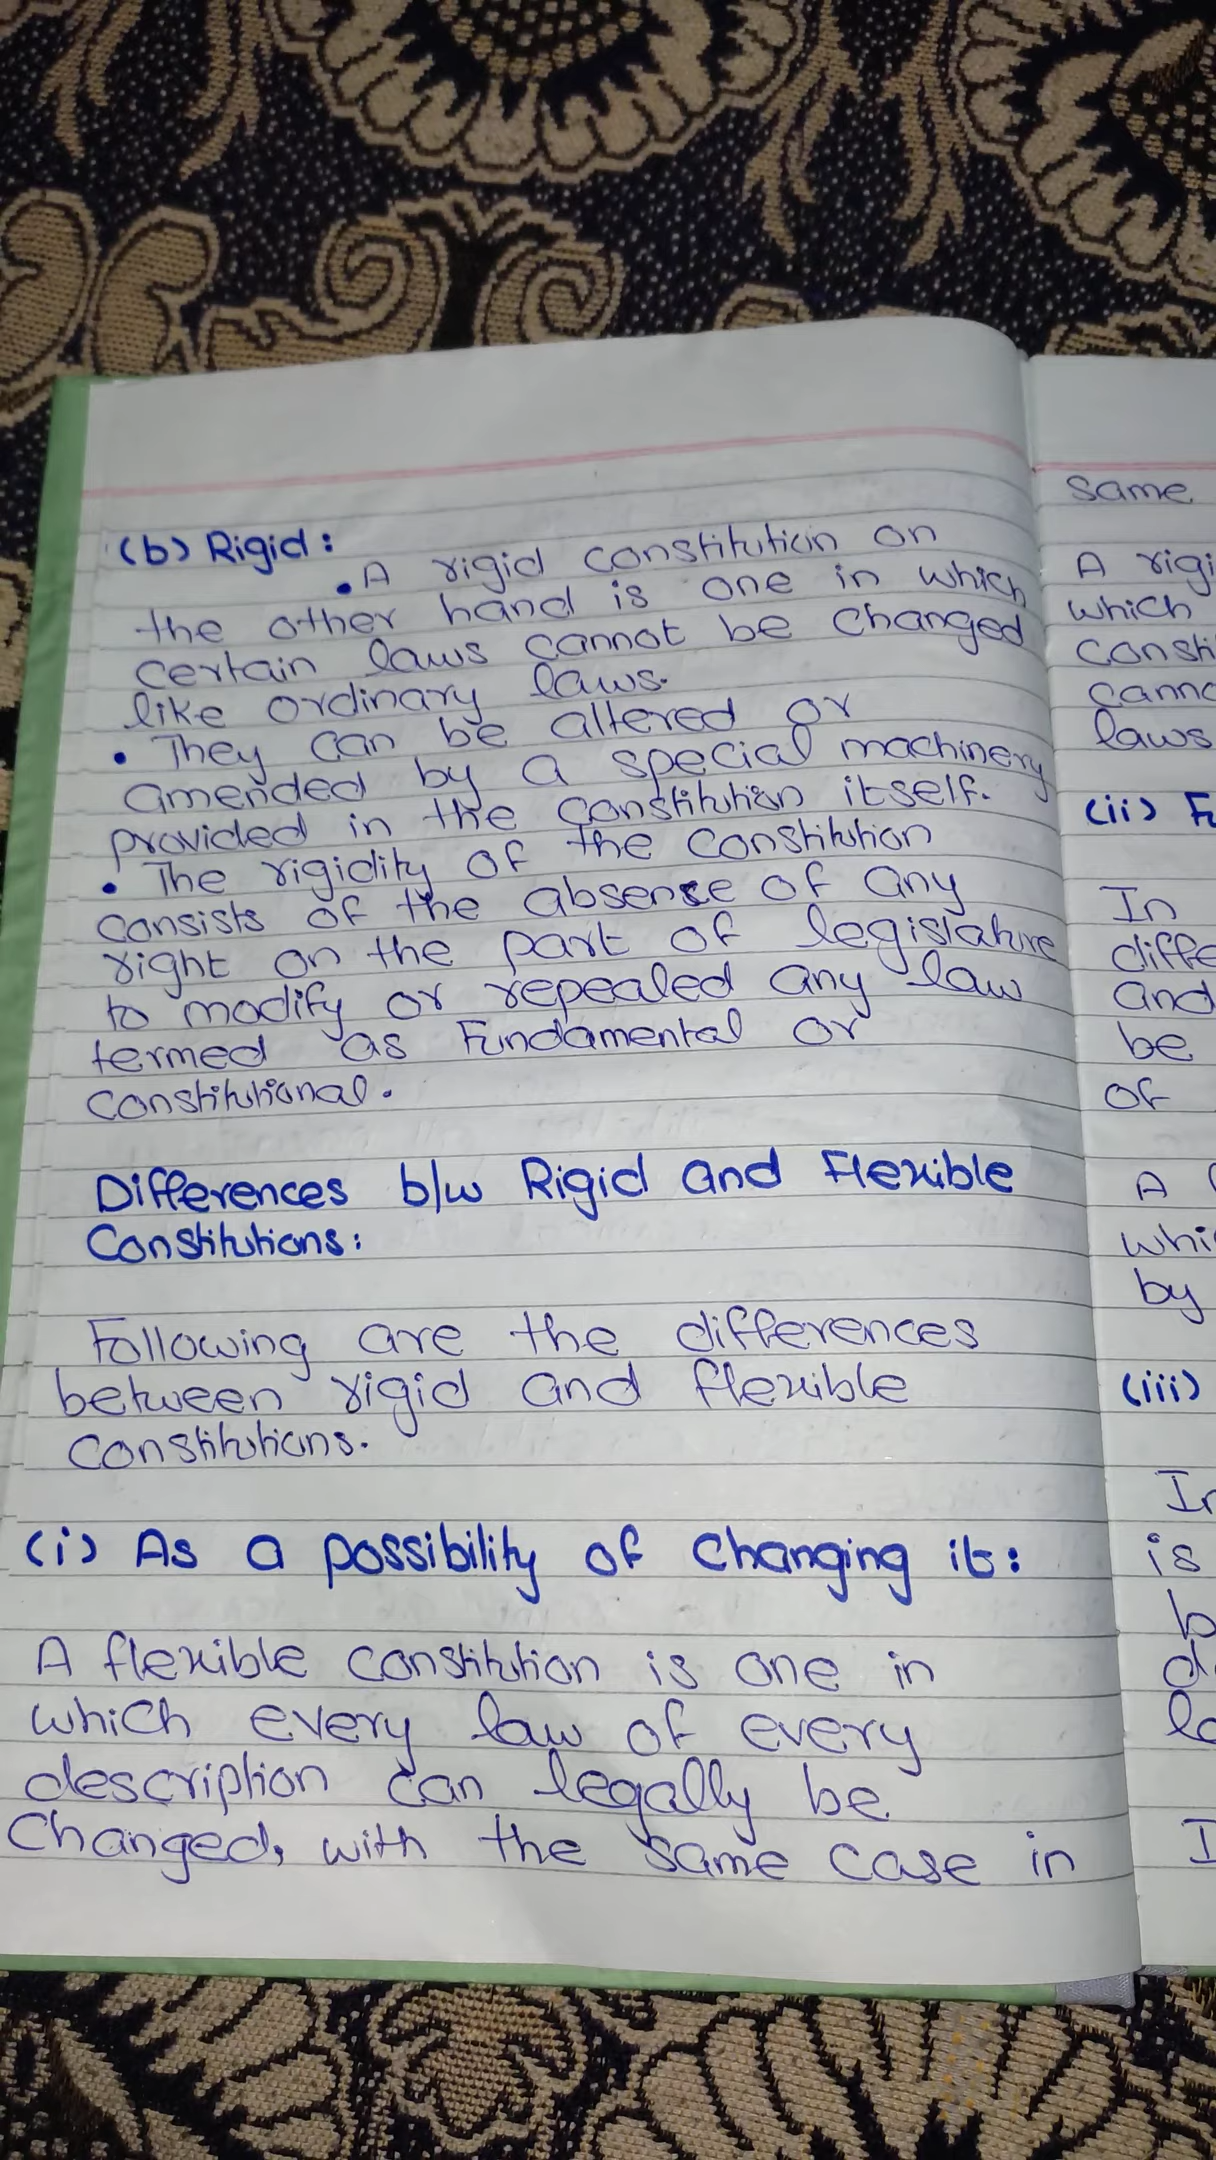 (b) Rigid:
• A rigid constitution on
the other hand is one in which
certain laws cannot be changed
like ordinary laws.
• They can be altered or
amended by a special machinery
provided in the constitution itself.
• The rigidity of the constitution
consists of the absense of any
right on the part of legislature
to modify or repealed any law
termed as Fundamental or
constitutional.
Differences b/w Rigid and Flexible
Constitutions:
Following are the differences
between rigid and flexible
constitutions.
(i) As a possibility of changing it:
A flexible constitution is one in
which every law of every
description can legally be
changed, with the same case in
same
A rigi
which
consti
canno
laws
(ii) Fu
In
diffe
and
be
of
A
whi
by
(iii)
In
is
b
d
la
I